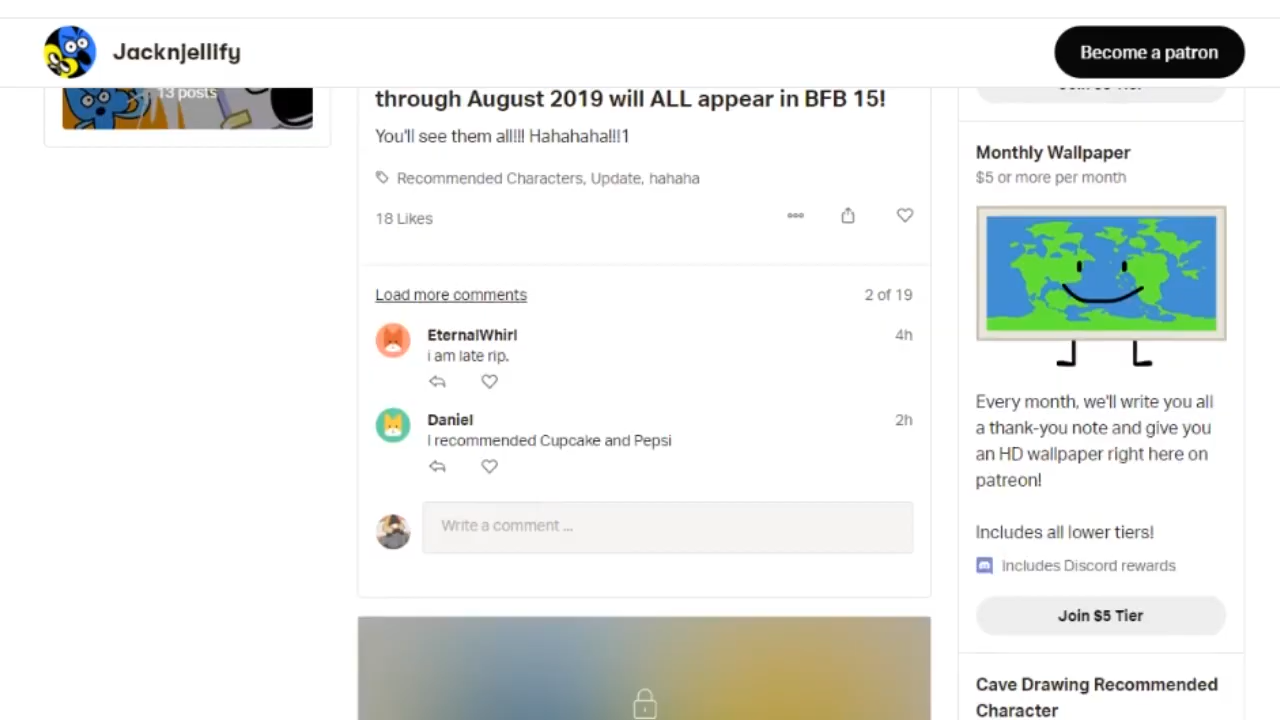 Jacknjellify
Become a patron
13 posts
through August 2019 will ALL appear in BFB 15!
You'll see them all!!! Hahahaha!!!1
Recommended Characters, Update, hahaha
18 Likes
Load more comments
2 of 19
EternalWhirl
4h
i am late rip.
Daniel
2h
I recommended Cupcake and Pepsi
Write a comment ...
Join $5 Tier
Monthly Wallpaper
$5 or more per month
Every month, we'll write you all
a thank-you note and give you
an HD wallpaper right here on
patreon!
Includes all lower tiers!
Includes Discord rewards
Join $5 Tier
Cave Drawing Recommended
Character